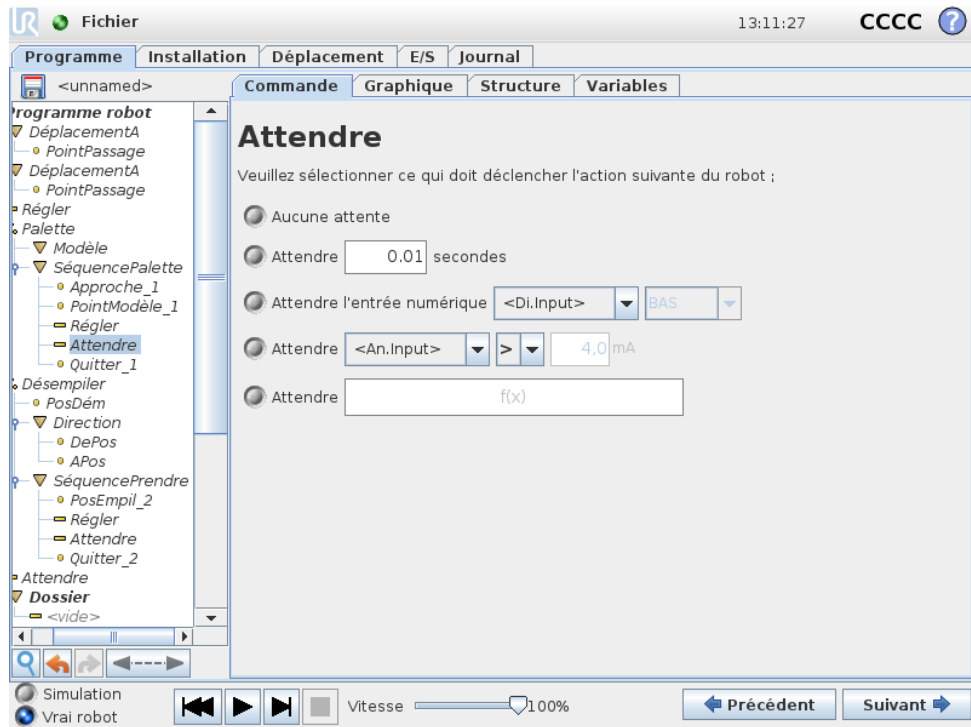 Fichier 13:11:27 CCCC ?
Programme Installation Déplacement E/S Journal
<unnamed> Commande Graphique Structure Variables
Programme robot
DéplacementA
PointPassage
DéplacementA
PointPassage
Régler
Palette
Modèle
SéquencePalette
Approche_1
PointModèle_1
Régler
Attendre
Quitter_1
Désempiler
PosDém
Direction
DePos
APos
SéquencePrendre
PosEmpil_2
Régler
Attendre
Quitter_2
Attendre
Dossier
<vide>
Attendre
Veuillez sélectionner ce qui doit déclencher l'action suivante du robot ;
Aucune attente
Attendre 0.01 secondes
Attendre l'entrée numérique <Di.Input> BAS
Attendre <An.Input> > 4,0 mA
Attendre f(x)
Simulation
Vrai robot
Vitesse 100%
Précédent Suivant